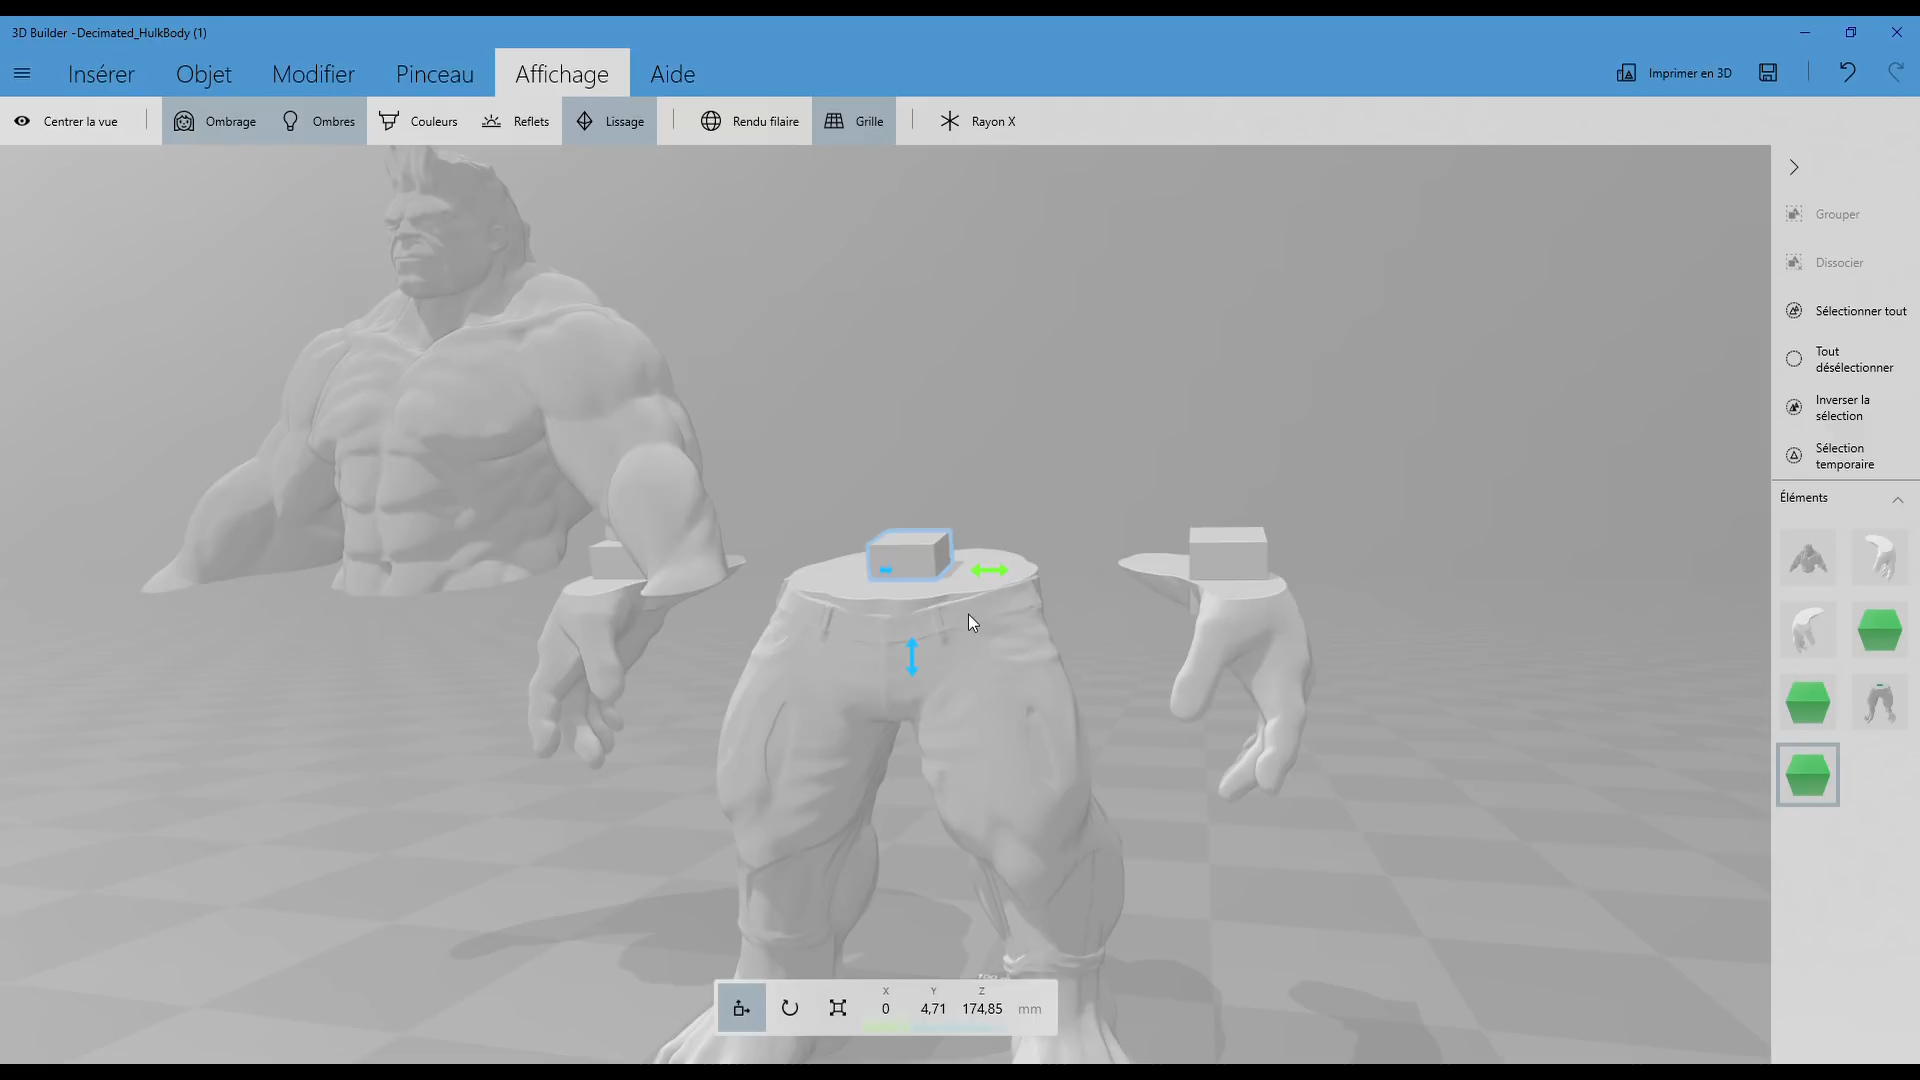 3D Builder -Decimated_HulkBody (1)
Insérer Objet Modifier Pinceau Affichage Aide
Imprimer en 3D
Centrer la vue Ombrage Ombres Couleurs Reflets Lissage Rendu filaire Grille Rayon X
Grouper
Dissocier
Sélectionner tout
Tout
désélectionner
Inverser la
sélection
Sélection
temporaire
Éléments
X Y Z
0 4,71 174,85 mm